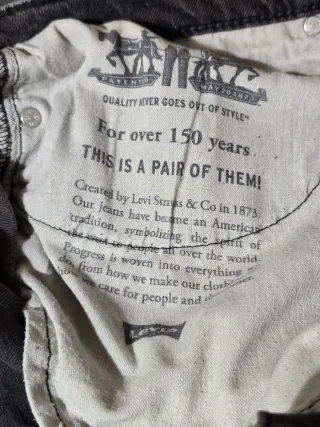 PATENTED MAY 20 1873
QUALITY NEVER GOES OUT OF STYLE™
For over 150 years
THIS IS A PAIR OF THEM!
Created by Levi Strauss & Co in 1873.
Our jeans have become an American
tradition, symbolizing the spirit of
the west to people all over the world.
Progress is woven into everything we
do, from how we make our clothes
how we care for people and
LEVI'S